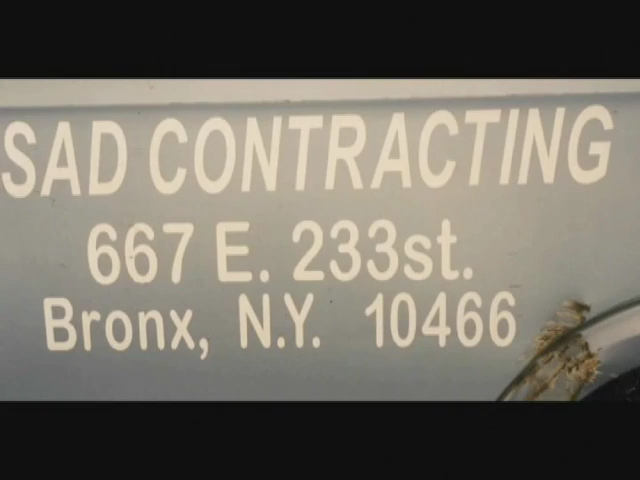 SAD CONTRACTING
667 E. 233st.
Bronx, N.Y. 10466